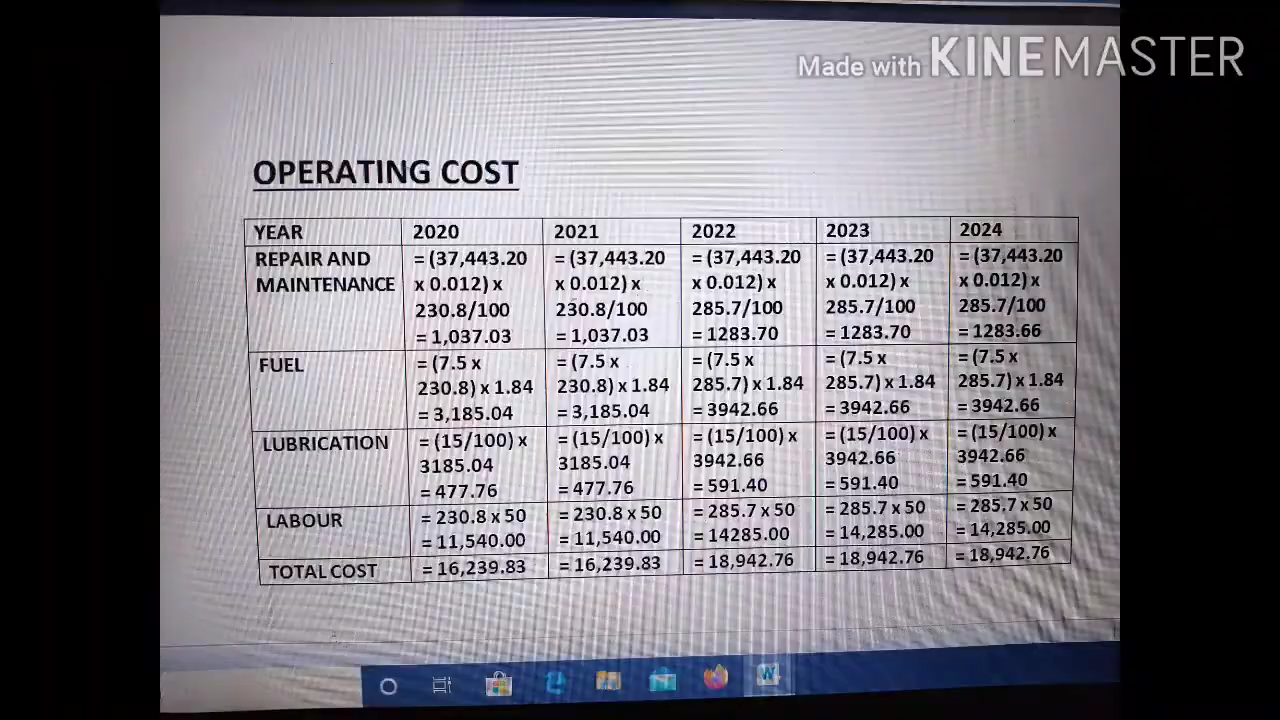 Made with KINEMASTER
OPERATING COST
YEAR 2020 2021 2022 2023 2024
REPAIR AND = (37,443.20 = (37,443.20 = (37,443.20 = (37,443.20 = (37,443.20
MAINTENANCE x 0.012) x x 0.012) x x 0.012) x x 0.012) x x 0.012) x
230.8/100 230.8/100 285.7/100 285.7/100 285.7/100
= 1,037.03 = 1,037.03 = 1283.70 = 1283.70 = 1283.66
FUEL = (7.5 x = (7.5 x = (7.5 x = (7.5 x = (7.5 x
230.8) x 1.84 230.8) x 1.84 285.7) x 1.84 285.7) x 1.84 285.7) x 1.84
= 3,185.04 = 3,185.04 = 3942.66 = 3942.66 = 3942.66
LUBRICATION = (15/100) x = (15/100) x = (15/100) x = (15/100) x = (15/100) x
3185.04 3185.04 3942.66 3942.66 3942.66
= 477.76 = 477.76 = 591.40 = 591.40 = 591.40
LABOUR = 230.8 x 50 = 230.8 x 50 = 285.7 x 50 = 285.7 x 50 = 285.7 x 50
= 11,540.00 = 11,540.00 = 14285.00 = 14,285.00 = 14,285.00
TOTAL COST = 16,239.83 = 16,239.83 = 18,942.76 = 18,942.76 = 18,942.76